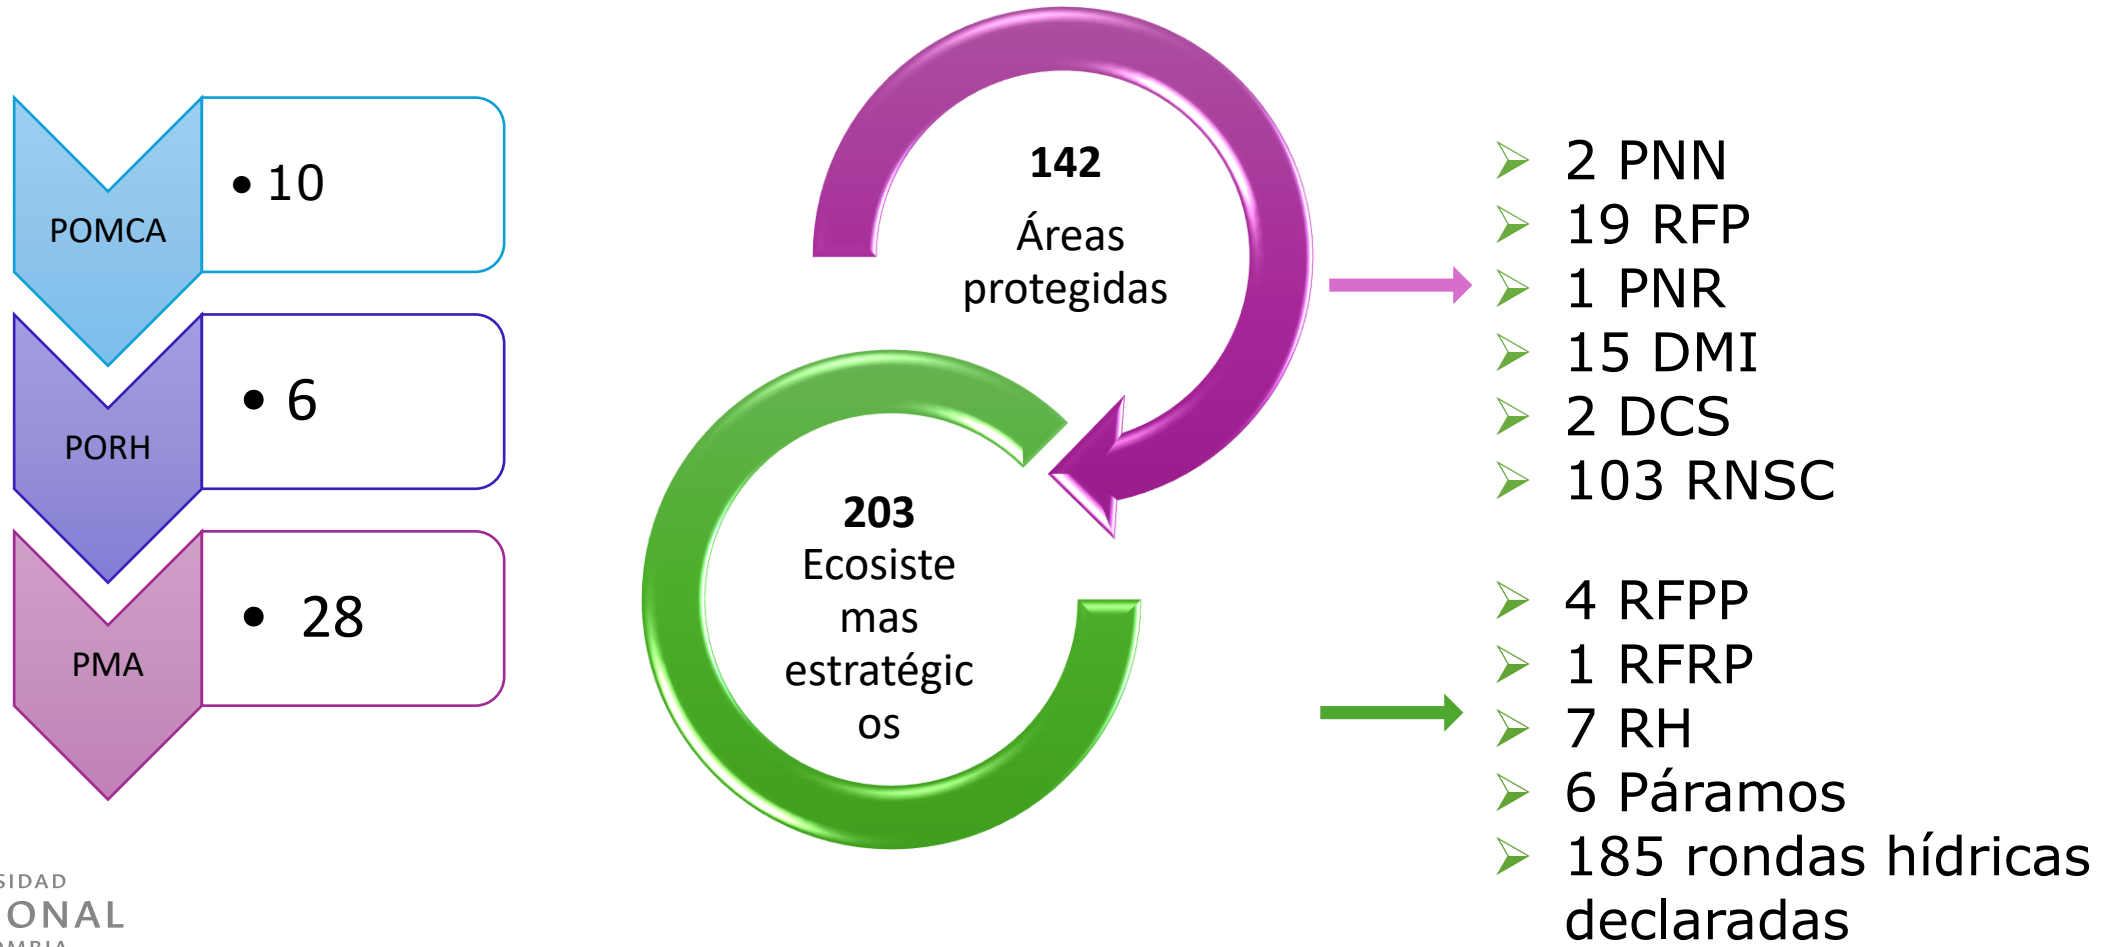 POMCA
• 10
PORH
• 6
PMA
• 28
142
Áreas
protegidas
203
Ecosiste
mas
estratégic
os
➢ 2 PNN
➢ 19 RFP
➢ 1 PNR
➢ 15 DMI
➢ 2 DCS
➢ 103 RNSC
➢ 4 RFPP
➢ 1 RFRP
➢ 7 RH
➢ 6 Páramos
➢ 185 rondas hídricas
declaradas
SIDAD
ONAL